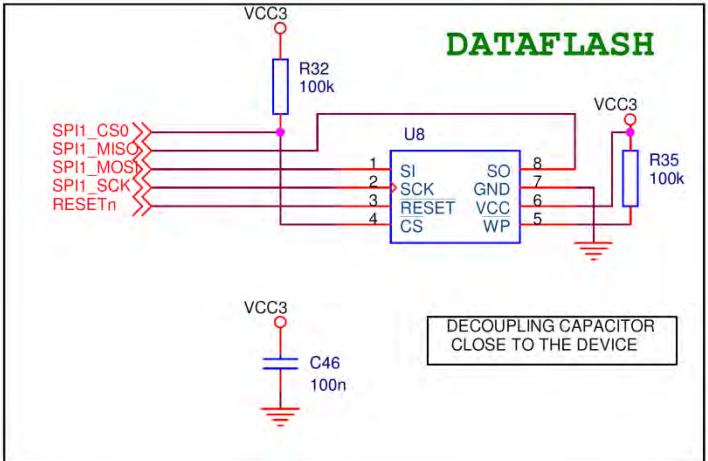 DATAFLASH
VCC3
R32
100k
SPI1_CS0
SPI1_MISO
SPI1_MOSI
SPI1_SCK
RESETn
U8
1 SI
2 SCK
3 RESET
4 CS
SO 8
GND 7
VCC 6
WP 5
VCC3
R35
100k
VCC3
C46
100n
DECOUPLING CAPACITOR
CLOSE TO THE DEVICE